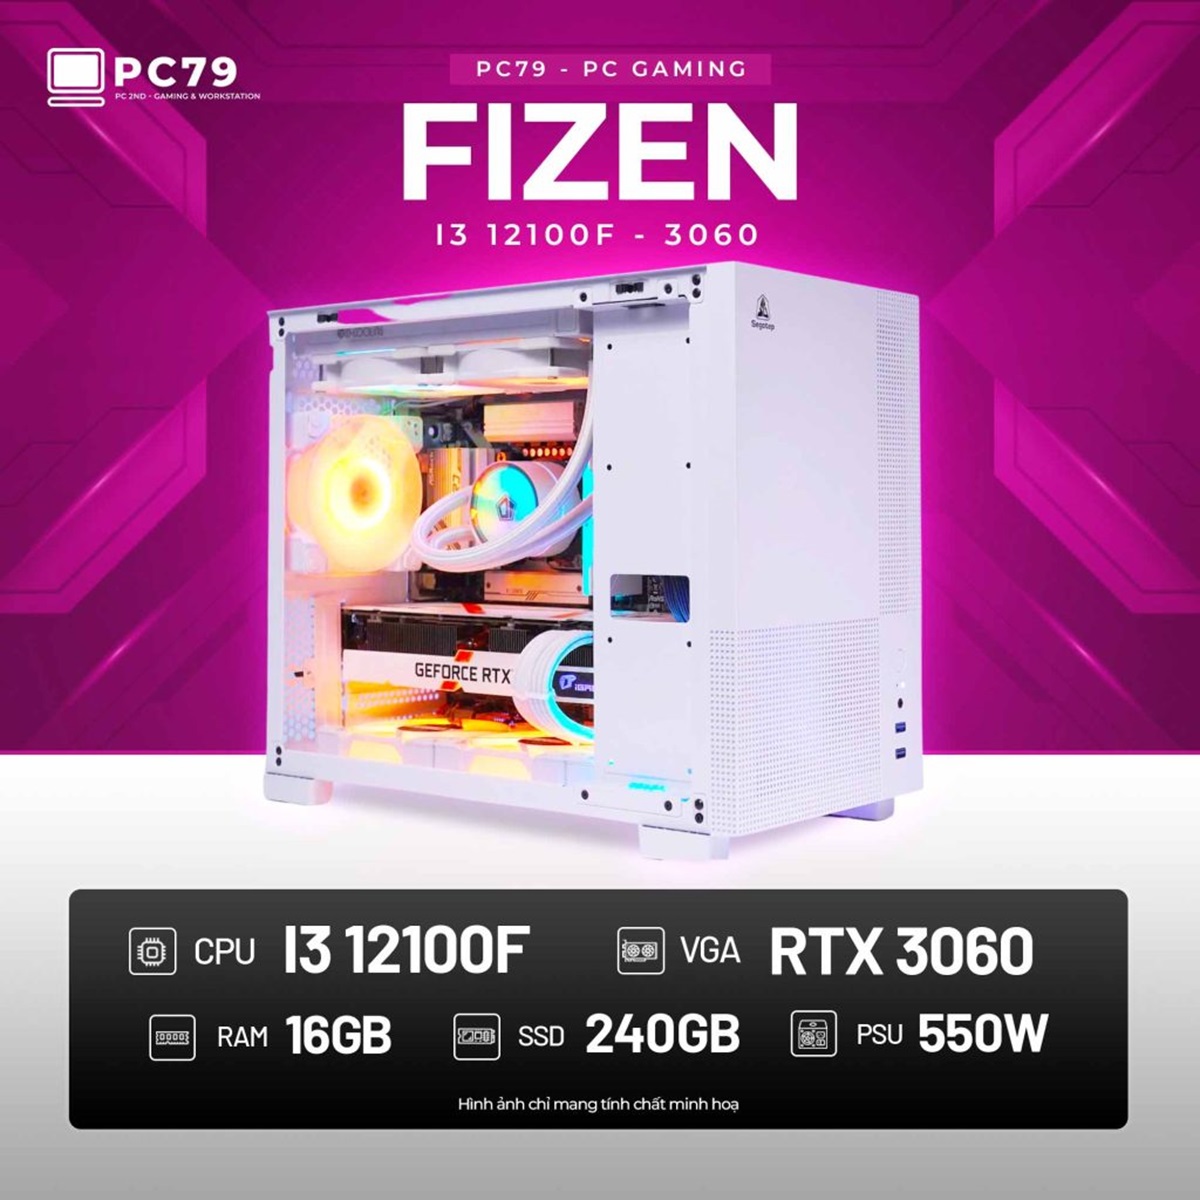 PC79
PC 2ND - GAMING & WORKSTATION
PC79 - PC GAMING
FIZEN
I3 12100F - 3060
Segotep
GEFORCE RTX
CPU I3 12100F
VGA RTX 3060
RAM 16GB
SSD 240GB
PSU 550W
Hình ảnh chỉ mang tính chất minh hoạ